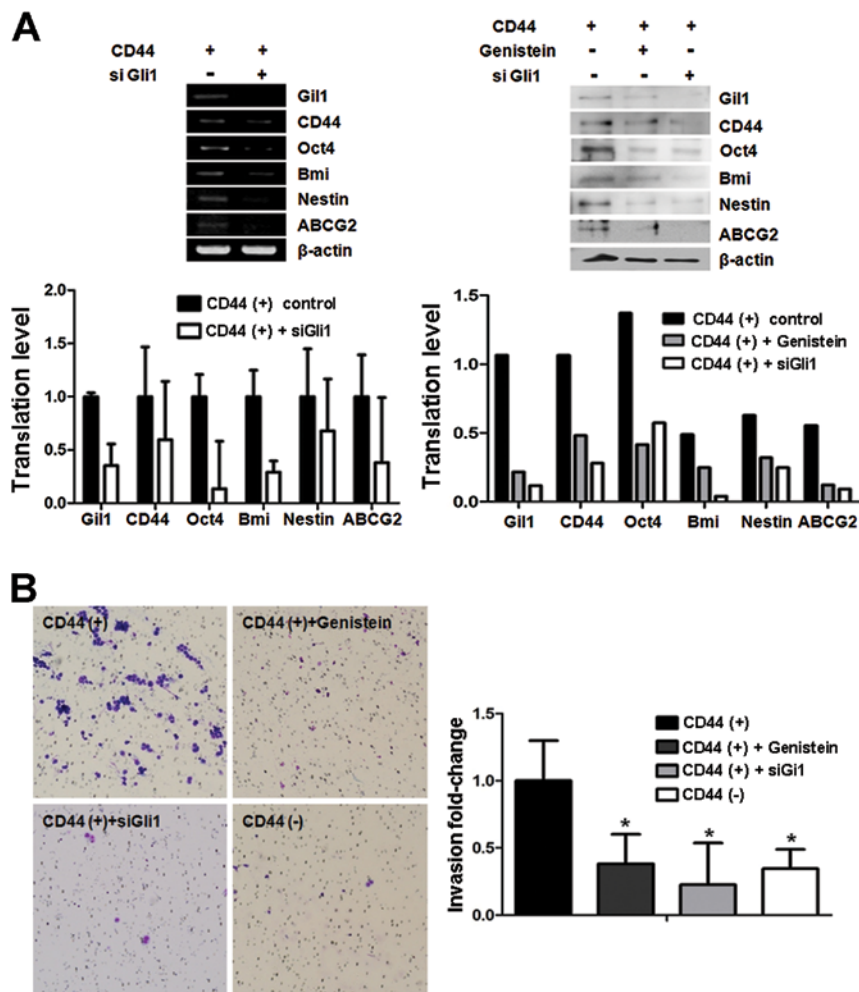 A
CD44 + +
si Gli1 - +
Gil1
CD44
Oct4
Bmi
Nestin
ABCG2
β-actin
CD44 + + +
Genistein - + -
si Gli1 - - +
Gil1
CD44
Oct4
Bmi
Nestin
ABCG2
β-actin
Translation level
2.0
1.5
1.0
0.5
0.0
CD44 (+) control
CD44 (+) + siGli1
Gil1 CD44 Oct4 Bmi Nestin ABCG2
Translation level
1.5
1.0
0.5
0.0
CD44 (+) control
CD44 (+) + Genistein
CD44 (+) + siGli1
Gil1 CD44 Oct4 Bmi Nestin ABCG2
B
CD44 (+)
CD44 (+)+Genistein
CD44 (+)+siGli1
CD44 (-)
Invasion fold-change
1.5
1.0
0.5
0.0
CD44 (+)
CD44 (+) + Genistein
CD44 (+) + siGi1
CD44 (-)
* * *